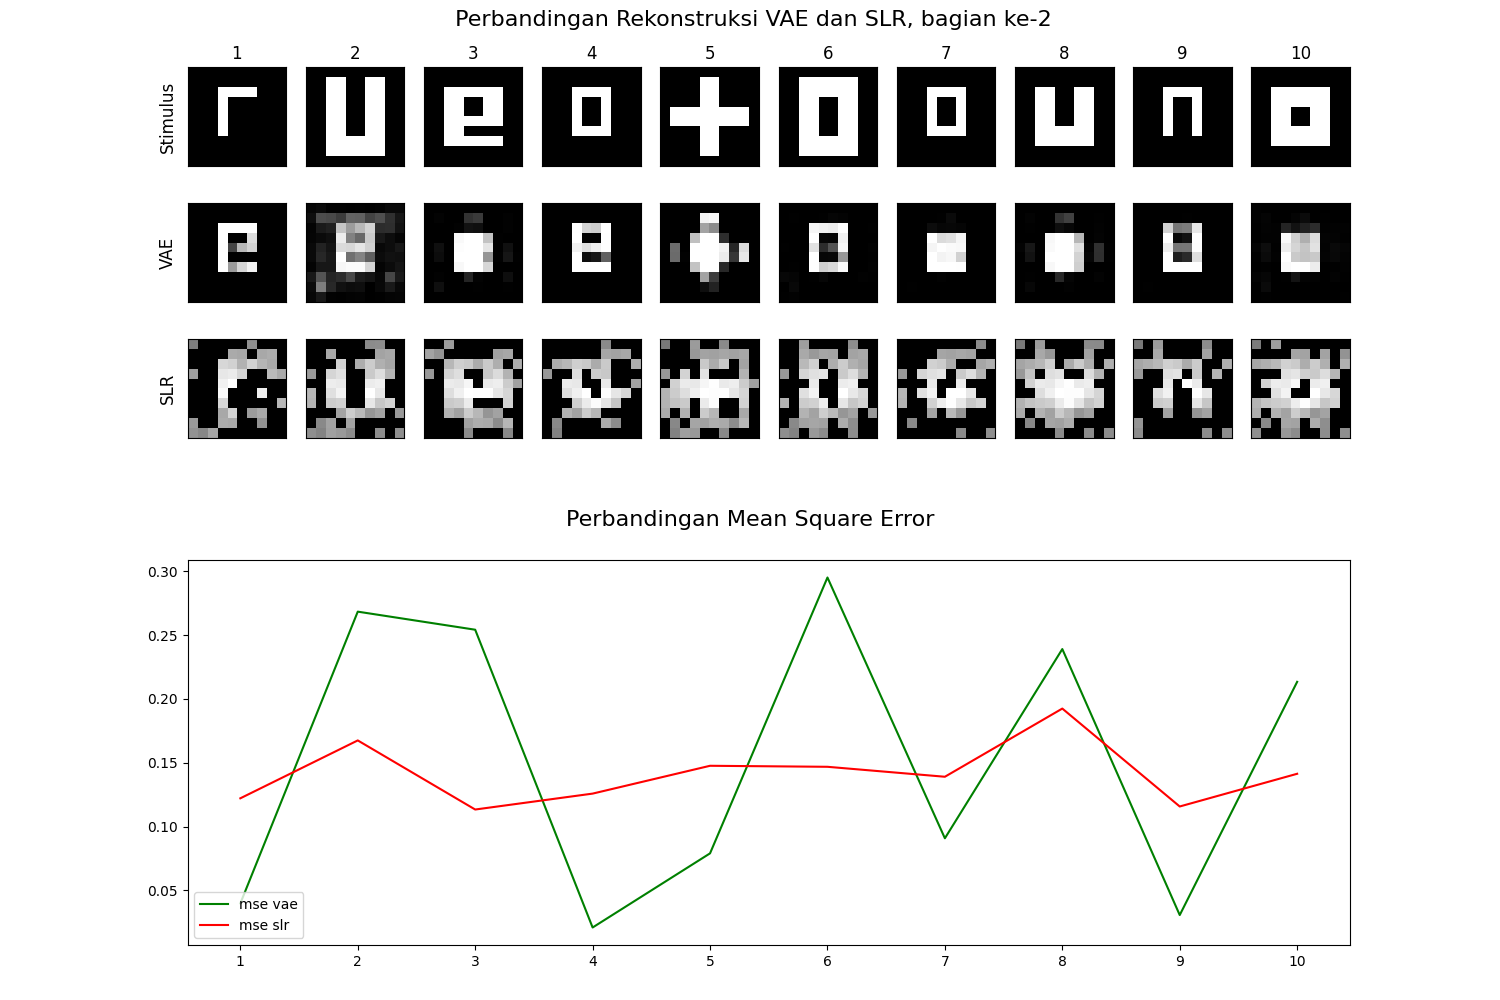 Perbandingan Rekonstruksi VAE dan SLR, bagian ke-2
1 2 3 4 5 6 7 8 9 10
Stimulus
VAE
SLR
Perbandingan Mean Square Error
0.30
0.25
0.20
0.15
0.10
0.05
mse vae
mse slr
1 2 3 4 5 6 7 8 9 10